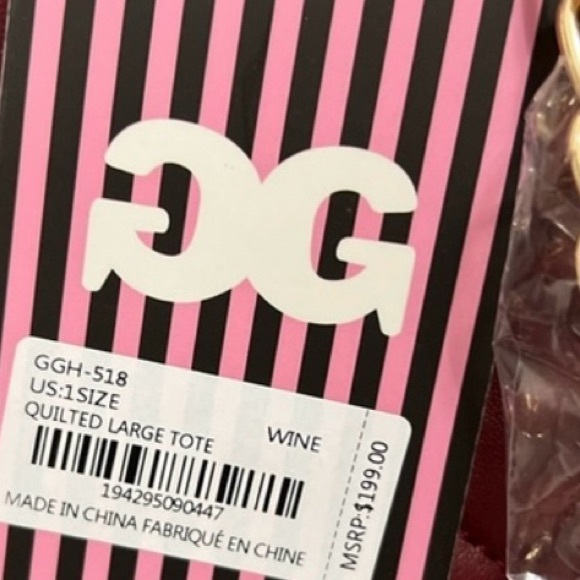 GG
GGH-518
US:1SIZE
QUILTED LARGE TOTE WINE
194295090447
MADE IN CHINA FABRIQUÉ EN CHINE
MSRP:$199.00